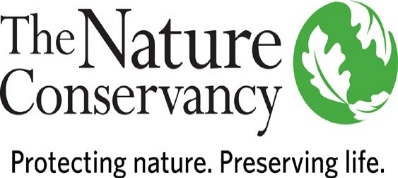 The Nature
Conservancy
Protecting nature. Preserving life.